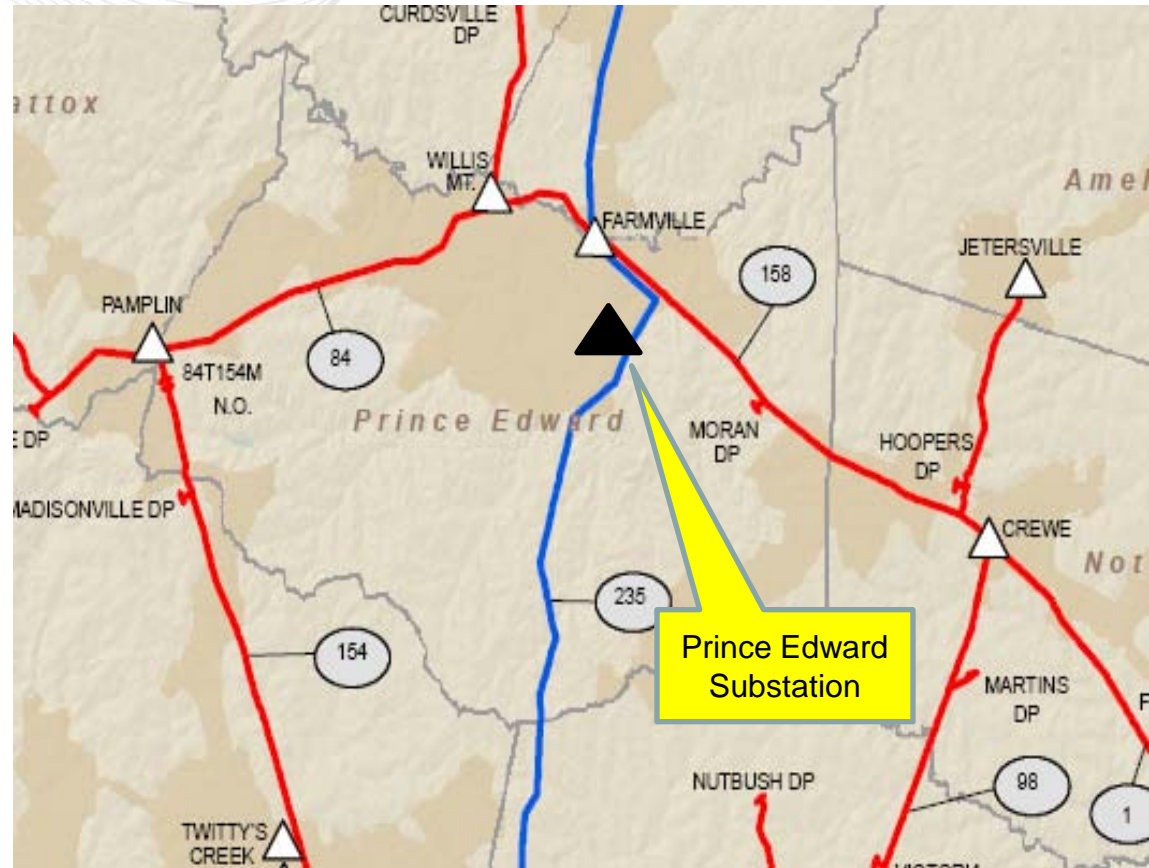 CURDSVILLE
DP
attox
WILLIS
MT.
Amel
FARMVILLE
JETERSVILLE
158
PAMPLIN
84
84T154M
N.O.
Prince Edward
MORAN
DP
HOOPERS
DP
E DP
MADISONVILLE DP
CREWE
Not
235
Prince Edward
Substation
154
MARTINS
DP
F
NUTBUSH DP
98
1
TWITTY'S
CREEK
VICTORIA